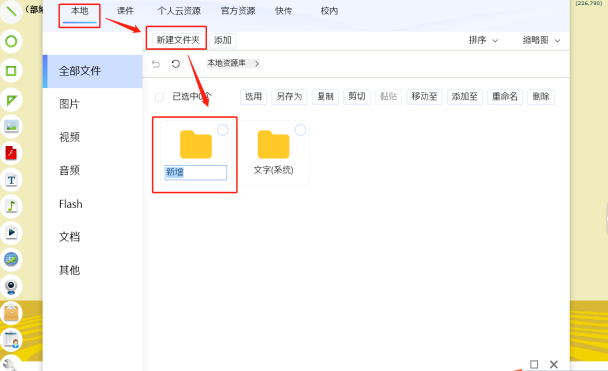 (226,790)
本地 课件 个人云资源 官方资源 快传 校内
新建文件夹 添加 排序 缩略图
本地资源库
全部文件
已选中0个 选用 另存为 复制 剪切 黏贴 移动至 添加至 重命名 删除
图片
视频
音频
Flash
文档
其他
新增
文字(系统)
T